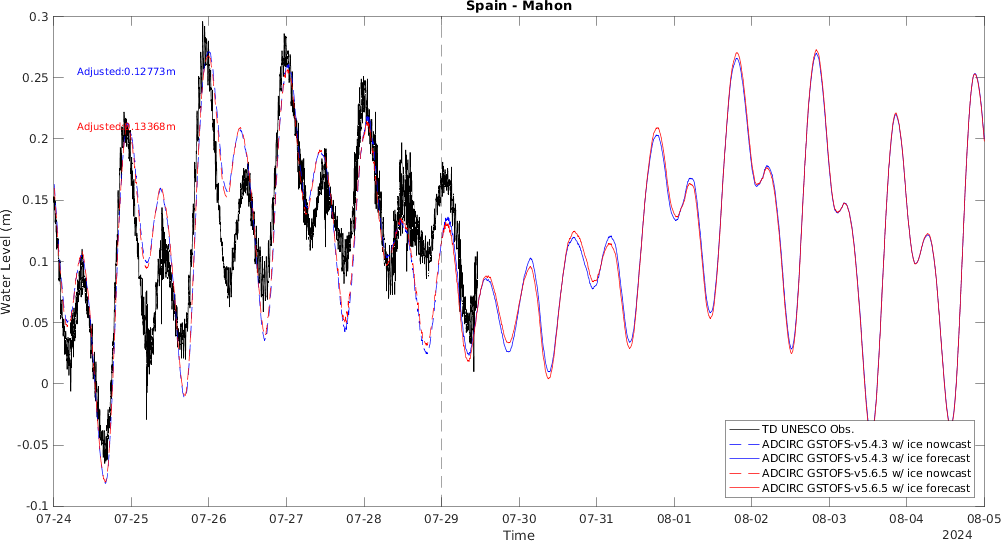 Spain - Mahon
0.3
0.25
0.2
0.15
0.1
0.05
0
-0.05
-0.1
Water Level (m)
Adjusted:0.12773m
Adjusted:0.13368m
TD UNESCO Obs.
ADCIRC GSTOFS-v5.4.3 w/ ice nowcast
ADCIRC GSTOFS-v5.4.3 w/ ice forecast
ADCIRC GSTOFS-v5.6.5 w/ ice nowcast
ADCIRC GSTOFS-v5.6.5 w/ ice forecast
07-24 07-25 07-26 07-27 07-28 07-29 07-30 07-31 08-01 08-02 08-03 08-04 08-05
Time
2024